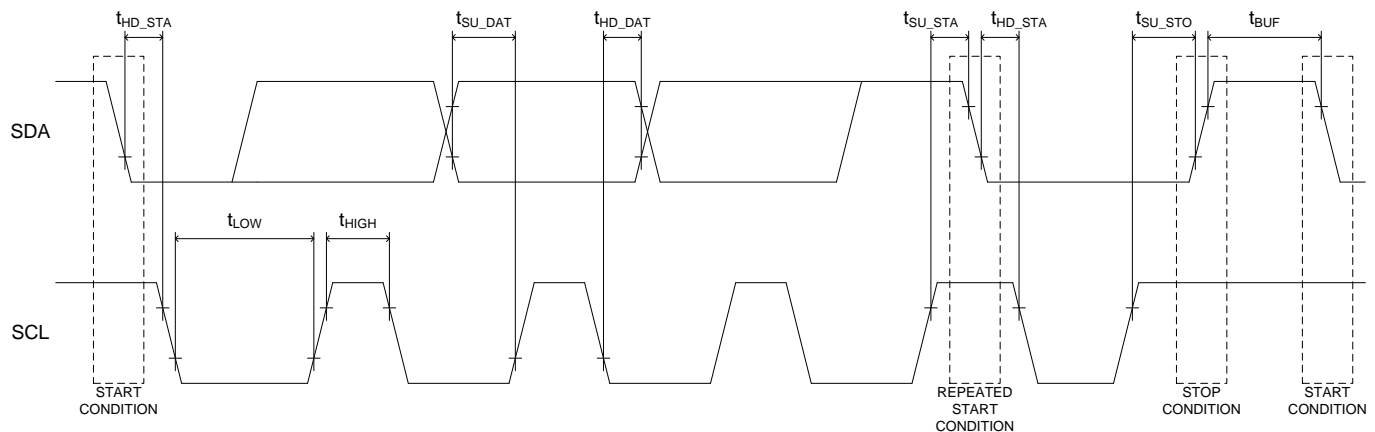 tHD_STA
tSU_DAT
tHD_DAT
tSU_STA
tHD_STA
tSU_STO
tBUF
SDA
tLOW
tHIGH
SCL
START
CONDITION
REPEATED
START
CONDITION
STOP
CONDITION
START
CONDITION